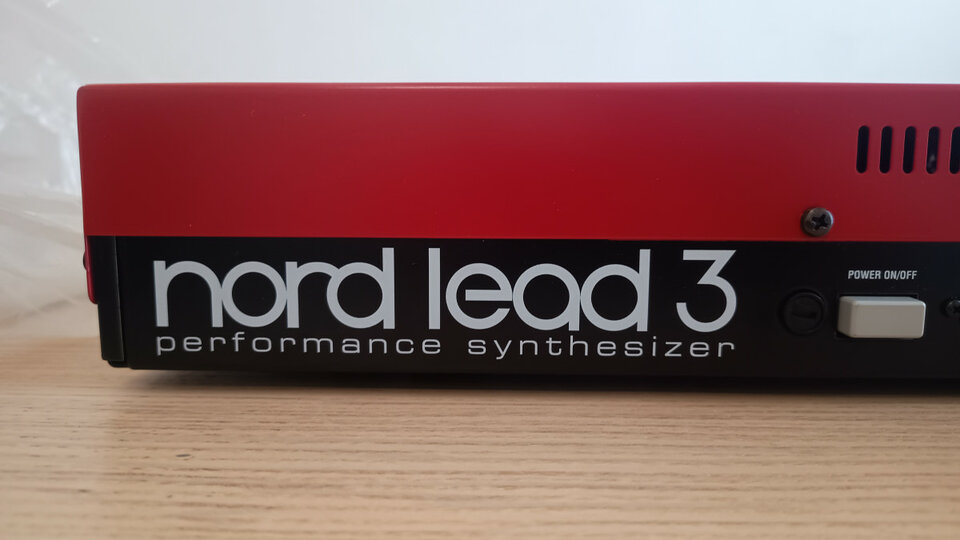 nord lead 3
performance synthesizer
POWER ON/OFF